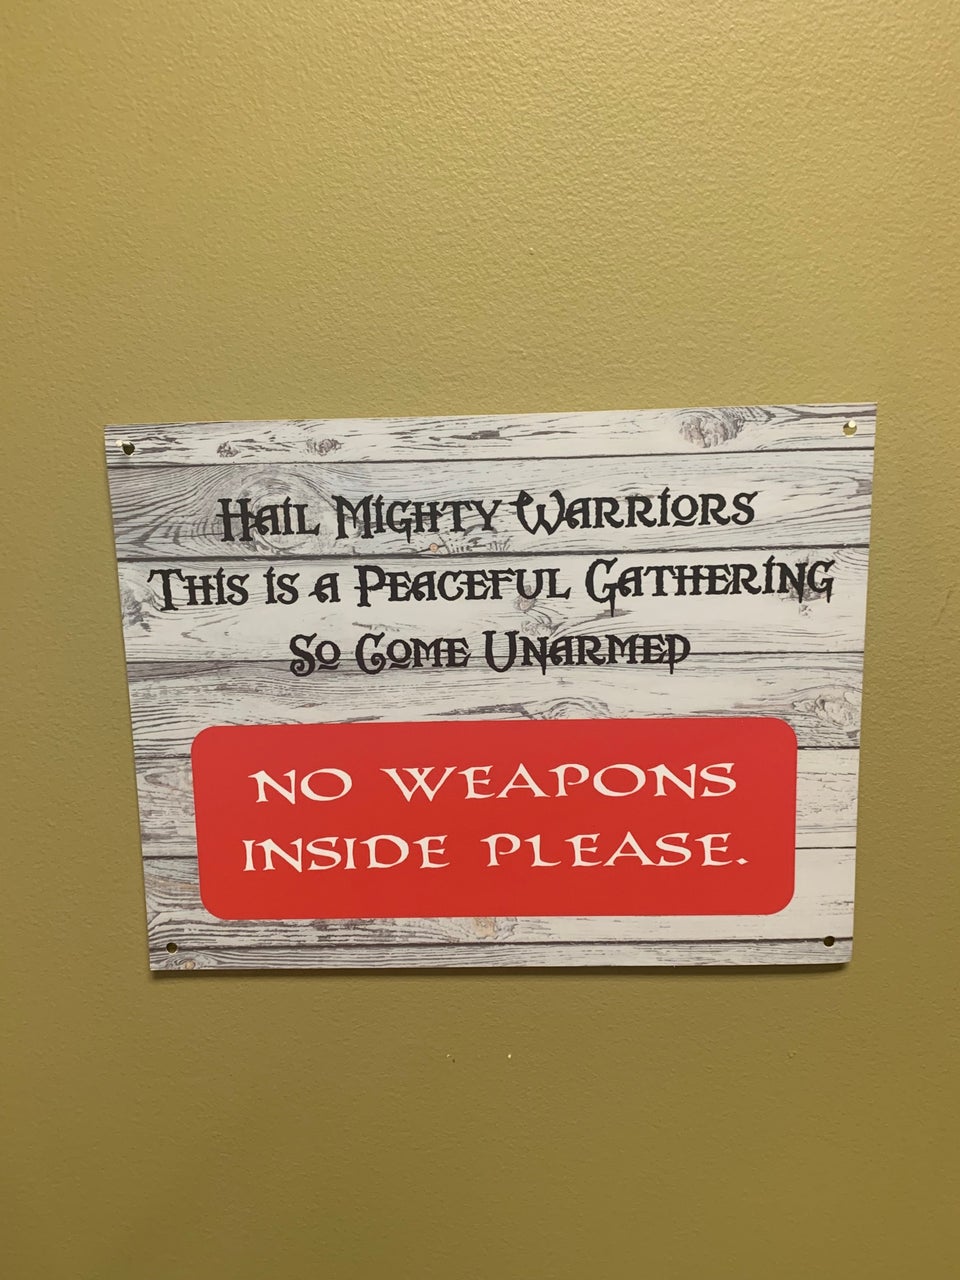 Hail Mighty Warriors
This is a Peaceful Gathering
So Come Unarmed
NO WEAPONS
INSIDE PLEASE.